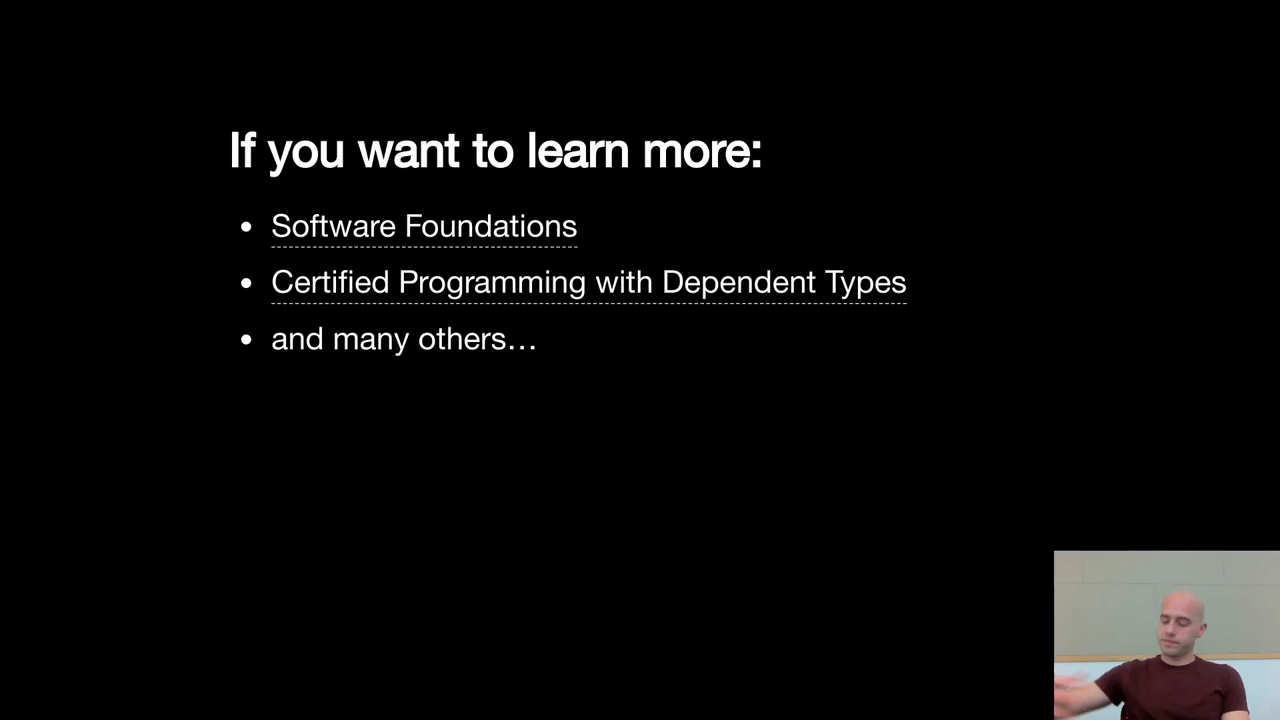 If you want to learn more:
Software Foundations
Certified Programming with Dependent Types
and many others…